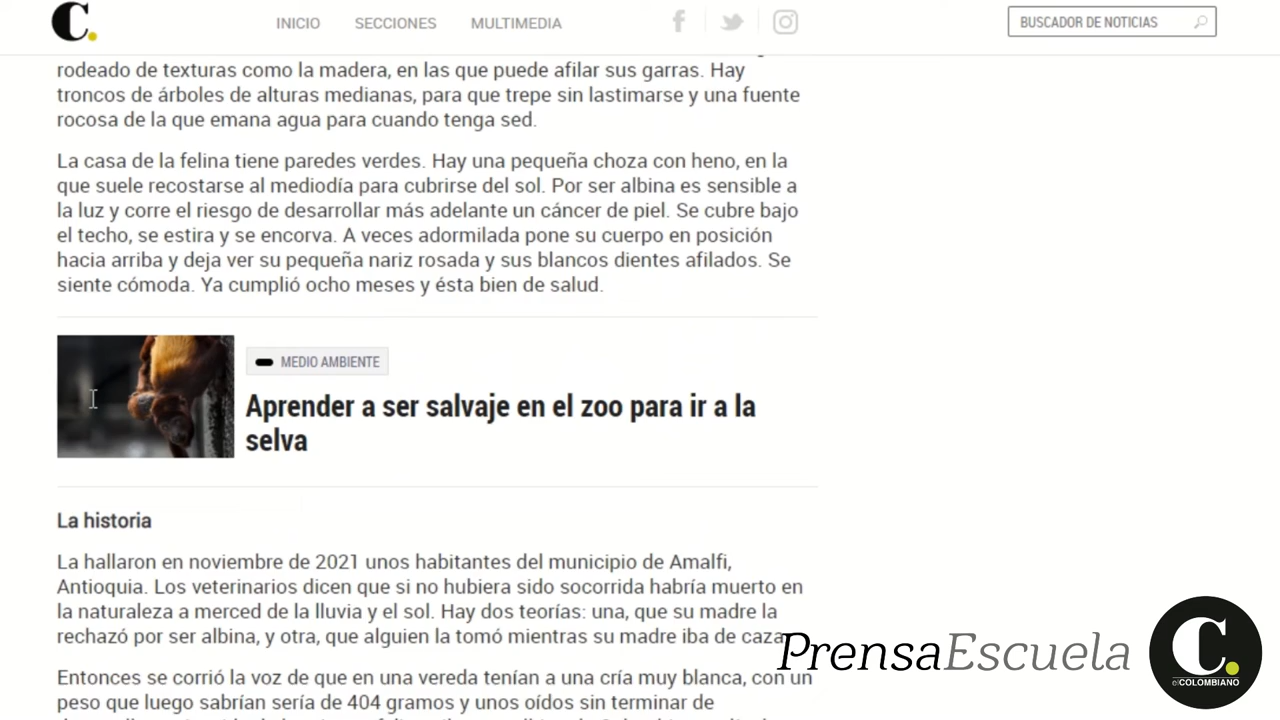 C.
INICIO
SECCIONES
MULTIMEDIA
BUSCADOR DE NOTICIAS
rodeado de texturas como la madera, en las que puede afilar sus garras. Hay
troncos de árboles de alturas medianas, para que trepe sin lastimarse y una fuente
rocosa de la que emana agua para cuando tenga sed.
La casa de la felina tiene paredes verdes. Hay una pequeña choza con heno, en la
que suele recostarse al mediodía para cubrirse del sol. Por ser albina es sensible a
la luz y corre el riesgo de desarrollar más adelante un cáncer de piel. Se cubre bajo
el techo, se estira y se encorva. A veces adormilada pone su cuerpo en posición
hacia arriba y deja ver su pequeña nariz rosada y sus blancos dientes afilados. Se
siente cómoda. Ya cumplió ocho meses y ésta bien de salud.
MEDIO AMBIENTE
Aprender a ser salvaje en el zoo para ir a la
selva
La historia
La hallaron en noviembre de 2021 unos habitantes del municipio de Amalfi,
Antioquia. Los veterinarios dicen que si no hubiera sido socorrida habría muerto en
la naturaleza a merced de la lluvia y el sol. Hay dos teorías: una, que su madre la
rechazó por ser albina, y otra, que alguien la tomó mientras su madre iba de caza
Entonces se corrió la voz de que en una vereda tenían a una cría muy blanca, con un
peso que luego sabrían sería de 404 gramos y unos oídos sin terminar de
PrensaEscuela
C.
elCOLOMBIANO